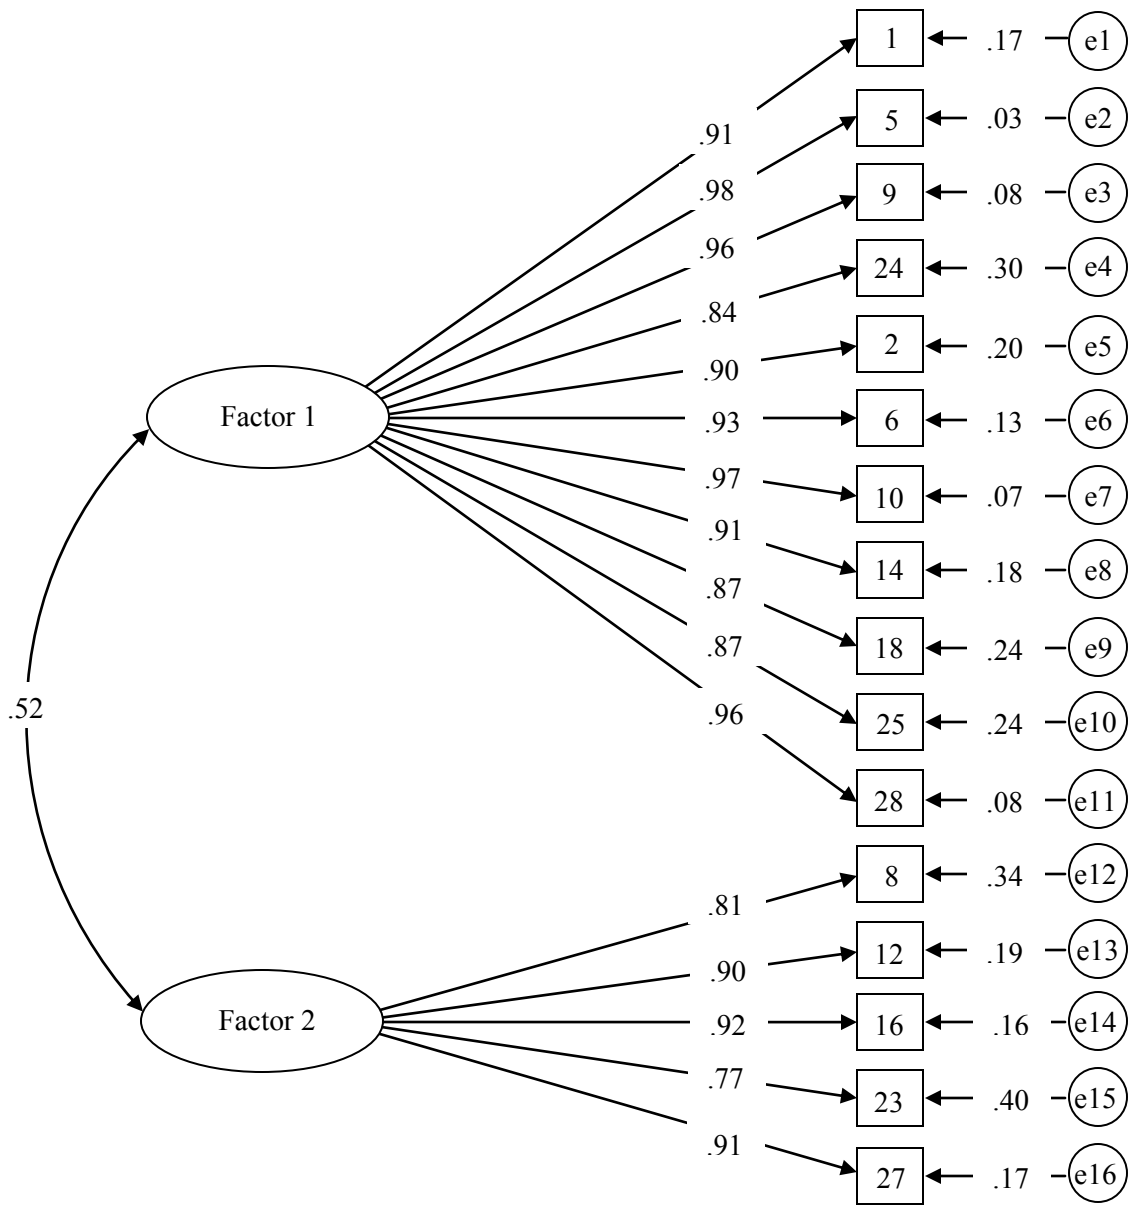 1 .17 e1
.91
5 .03 e2
.98
9 .08 e3
.96
24 .30 e4
.84
2 .20 e5
.90
Factor 1 .93 6 .13 e6
.97
10 .07 e7
.91
14 .18 e8
.87
18 .24 e9
.87
25 .24 e10
.52
.96
28 .08 e11
8 .34 e12
.81
12 .19 e13
.90
Factor 2 .92 16 .16 e14
.77
23 .40 e15
.91
27 .17 e16